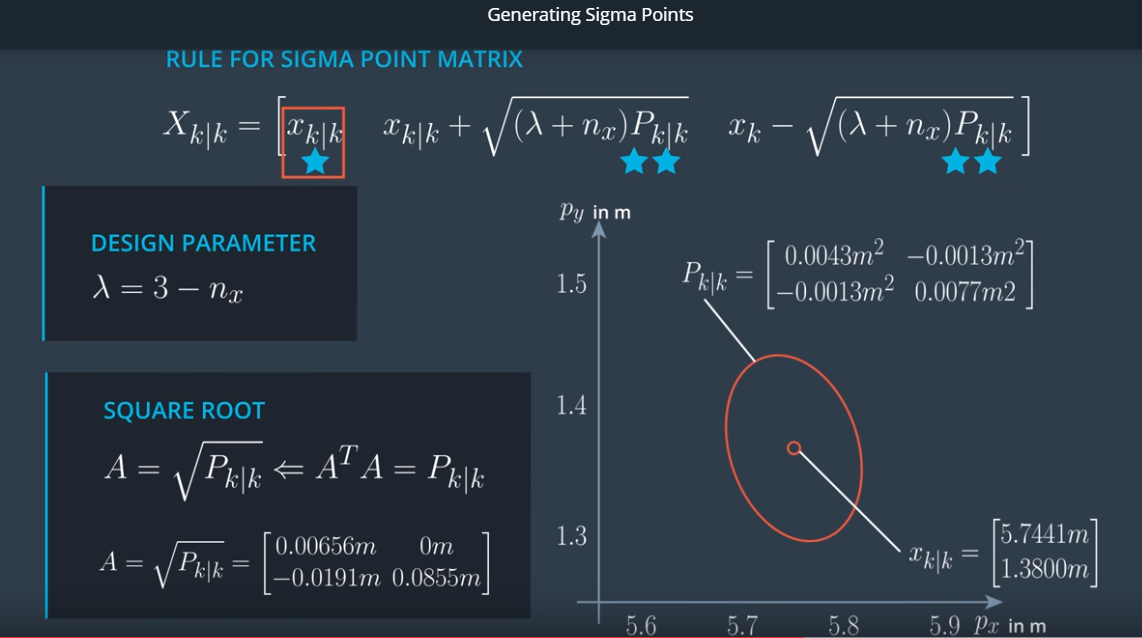 Generating Sigma Points
RULE FOR SIGMA POINT MATRIX
X_{k|k} = [ x_{k|k}   x_{k|k} + √((λ + n_x)P_{k|k})   x_k − √((λ + n_x)P_{k|k}) ]
DESIGN PARAMETER
λ = 3 − n_x
SQUARE ROOT
A = √(P_{k|k}) ⇐ A^T A = P_{k|k}
A = √(P_{k|k}) = [ 0.00656m   0m
−0.0191m   0.0855m ]
p_y in m
1.5
1.4
1.3
P_{k|k} = [ 0.0043m²   −0.0013m²
−0.0013m²   0.0077m2 ]
x_{k|k} = [ 5.7441m
1.3800m ]
5.6   5.7   5.8   5.9   p_x in m